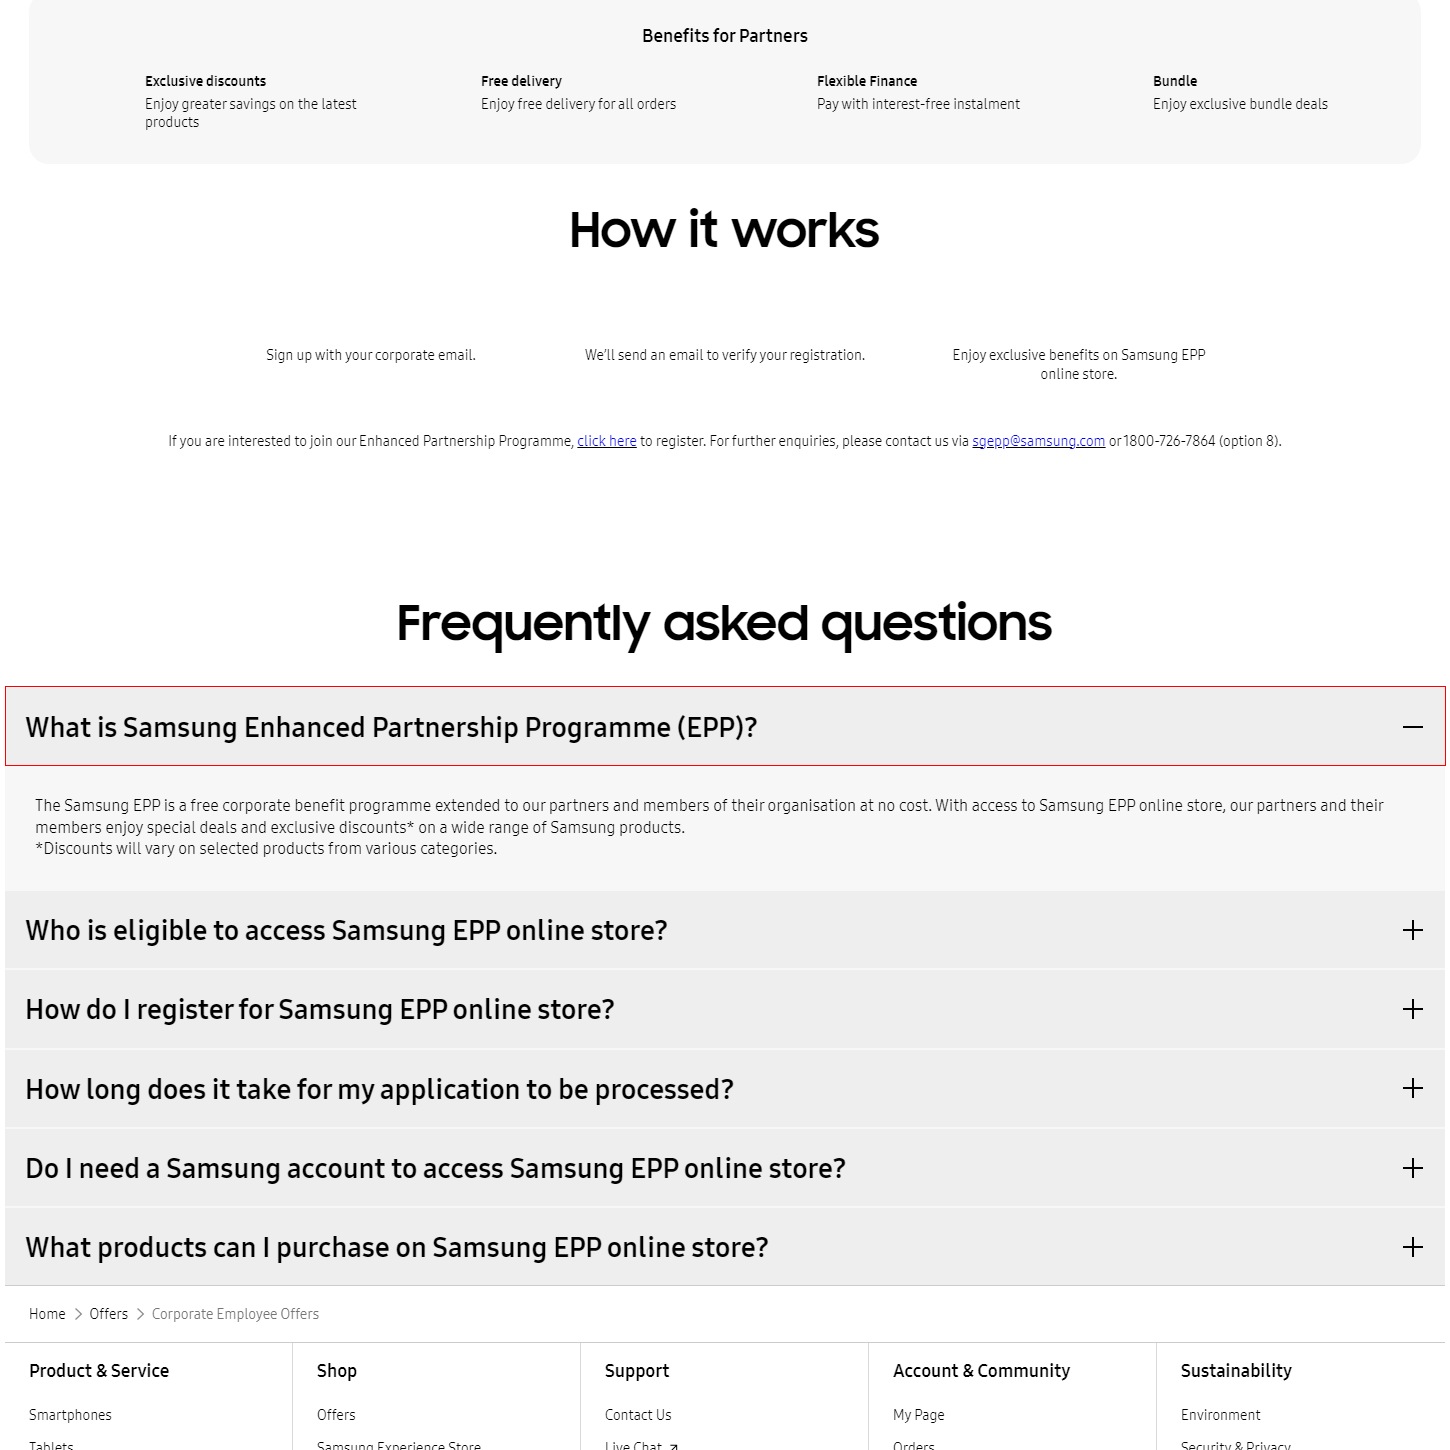 Benefits for Partners
Exclusive discounts
Enjoy greater savings on the latest
products
Free delivery
Enjoy free delivery for all orders
Flexible Finance
Pay with interest-free instalment
Bundle
Enjoy exclusive bundle deals
How it works
Sign up with your corporate email.
We'll send an email to verify your registration.
Enjoy exclusive benefits on Samsung EPP
online store.
If you are interested to join our Enhanced Partnership Programme, click here to register. For further enquiries, please contact us via sgepp@samsung.com or 1800-726-7864 (option 8).
Frequently asked questions
What is Samsung Enhanced Partnership Programme (EPP)?
The Samsung EPP is a free corporate benefit programme extended to our partners and members of their organisation at no cost. With access to Samsung EPP online store, our partners and their
members enjoy special deals and exclusive discounts* on a wide range of Samsung products.
*Discounts will vary on selected products from various categories.
Who is eligible to access Samsung EPP online store?
How do I register for Samsung EPP online store?
How long does it take for my application to be processed?
Do I need a Samsung account to access Samsung EPP online store?
What products can I purchase on Samsung EPP online store?
Home > Offers > Corporate Employee Offers
Product & Service
Smartphones
Tablets
Shop
Offers
Samsung Experience Store
Support
Contact Us
Live Chat
Account & Community
My Page
Orders
Sustainability
Environment
Security & Privacy